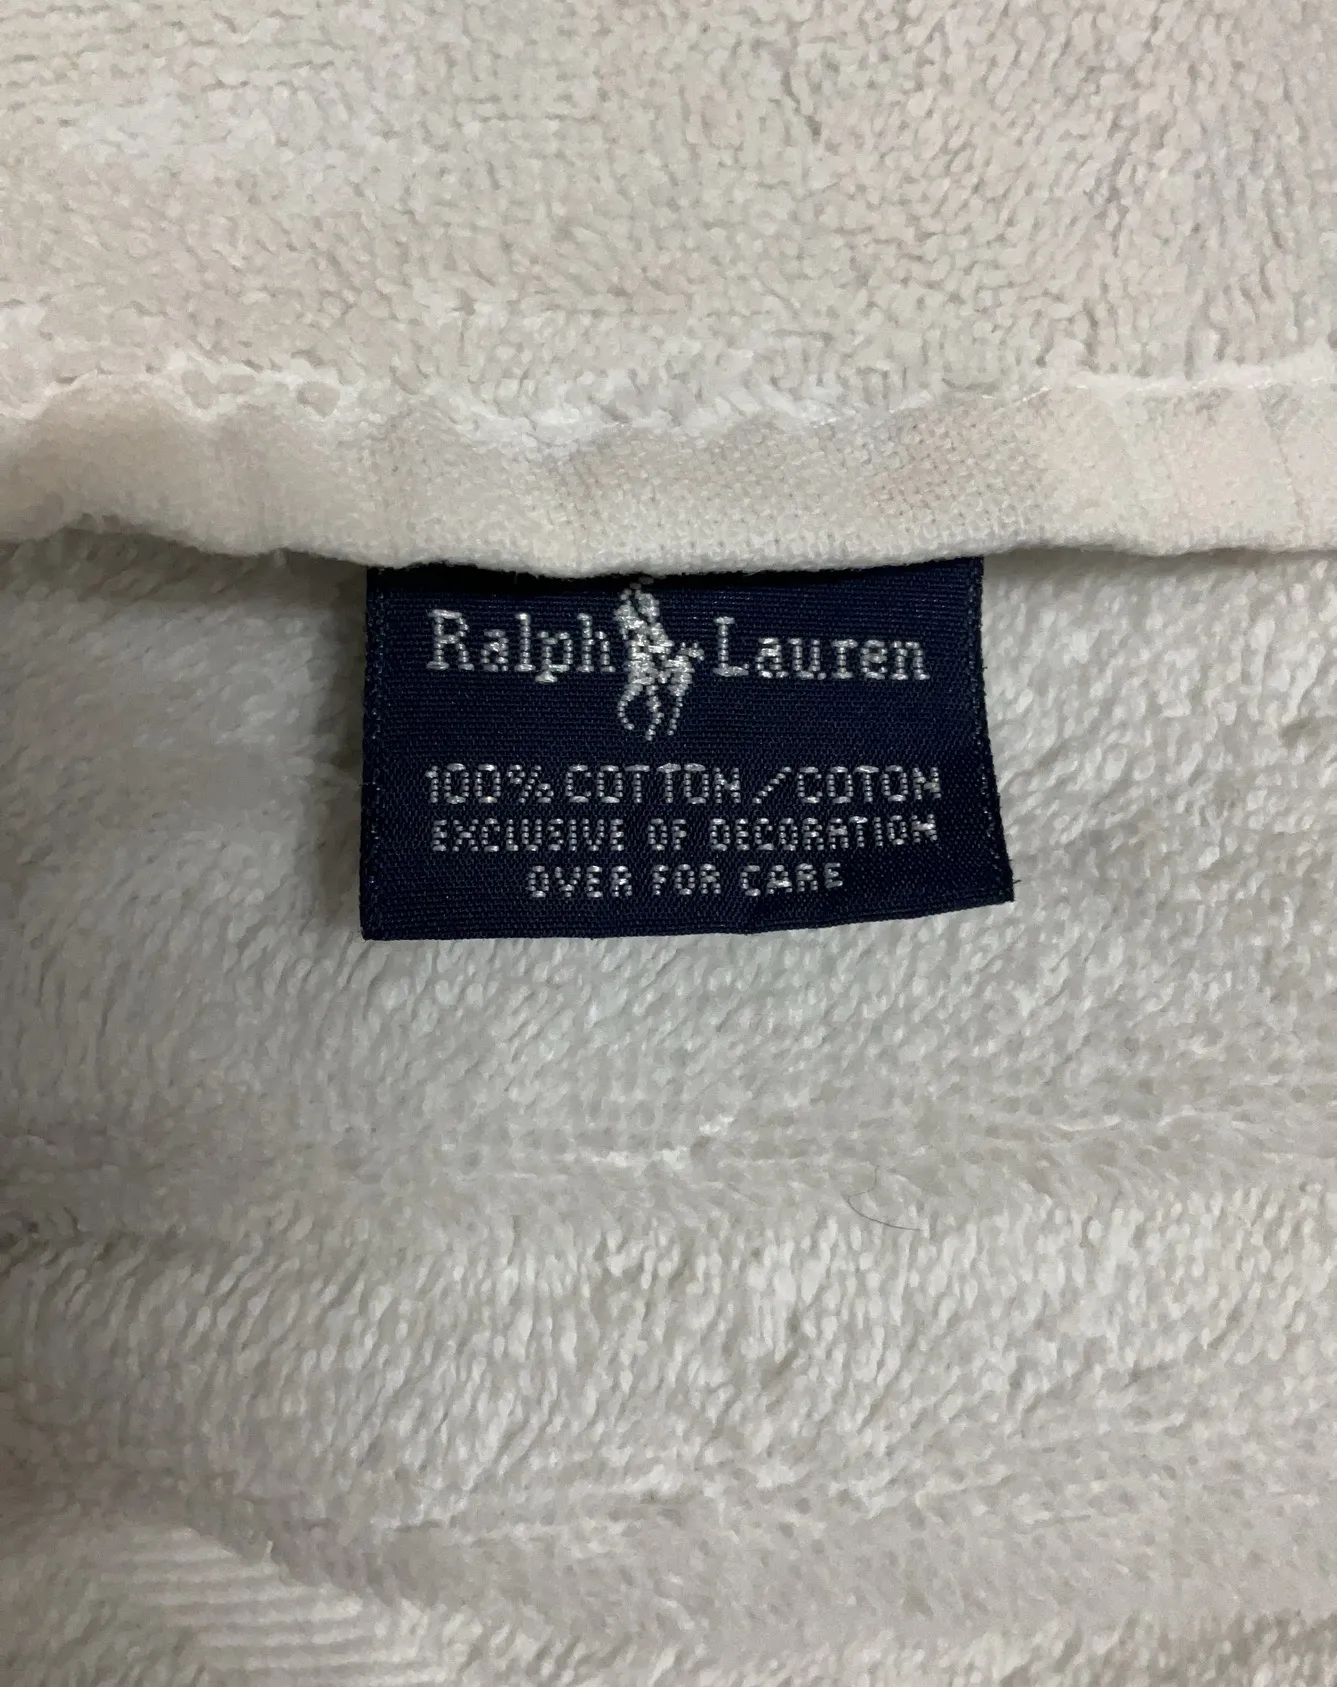 Ralph Lauren
100% COTTON / COTON
EXCLUSIVE OF DECORATION
OVER FOR CARE